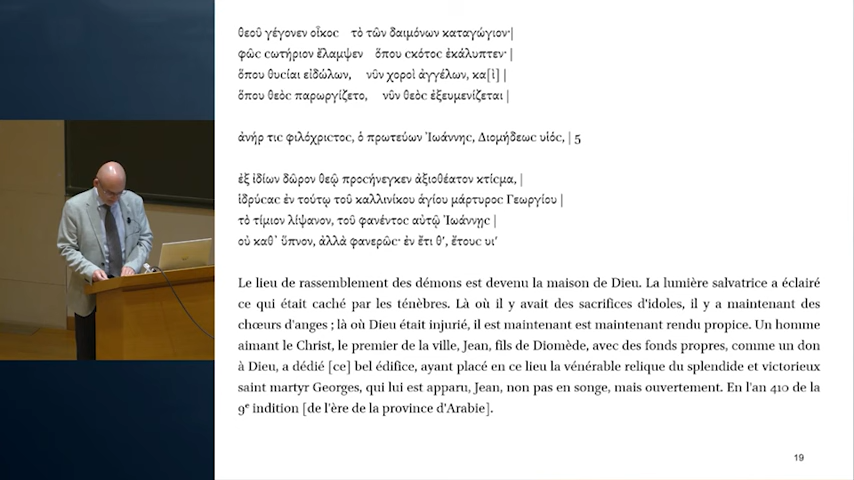 θεοῦ γέγονεν οἶκοϲ τὸ τῶν δαιμόνων καταγώγιον·|
φῶϲ ϲωτήριον ἔλαμψεν ὅπου ϲκότοϲ ἐκάλυπτεν· |
ὅπου θυϲίαι εἰδώλων, νῦν χοροὶ ἀγγέλων, κα[ὶ] |
ὅπου θεὸϲ παρωργίζετο, νῦν θεὸϲ ἐξευμενίζεται |
ἀνήρ τιϲ φιλόχριϲτοϲ, ὁ πρωτεύων Ἰωάννηϲ, Διομήδεωϲ υἱόϲ, | 5
ἐξ ἰδίων δῶρον θεῷ προϲήνεγκεν ἀξιοθέατον κτίϲμα, |
ἱδρύϲαϲ ἐν τούτῳ τοῦ καλλινίκου ἁγίου μάρτυροϲ Γεωργίου |
τὸ τίμιον λίψανον, τοῦ φανέντοϲ αὐτῷ Ἰωάννῃϲ |
οὐ καθ᾽ ὕπνον, ἀλλὰ φανερῶϲ· ἐν ἔτι θ′, ἔτουϲ υι′
Le lieu de rassemblement des démons est devenu la maison de Dieu. La lumière salvatrice a éclairé
ce qui était caché par les ténèbres. Là où il y avait des sacrifices d'idoles, il y a maintenant des
chœurs d'anges ; là où Dieu était injurié, il est maintenant est maintenant rendu propice. Un homme
aimant le Christ, le premier de la ville, Jean, fils de Diomède, avec des fonds propres, comme un don
à Dieu, a dédié [ce] bel édifice, ayant placé en ce lieu la vénérable relique du splendide et victorieux
saint martyr Georges, qui lui est apparu, Jean, non pas en songe, mais ouvertement. En l'an 410 de la
9ᵉ indition [de l'ère de la province d'Arabie].
19